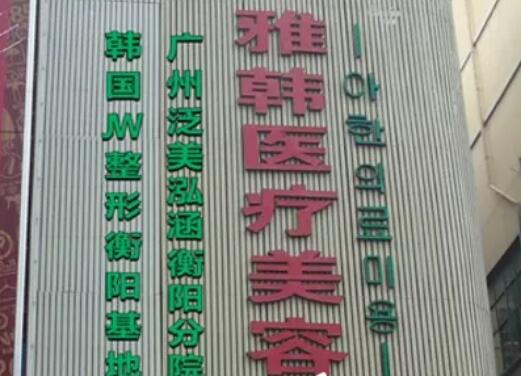 韩国JW整形衡阳基地
广州泛美泓涵衡阳分院
雅韩医疗美容
아한의료미용